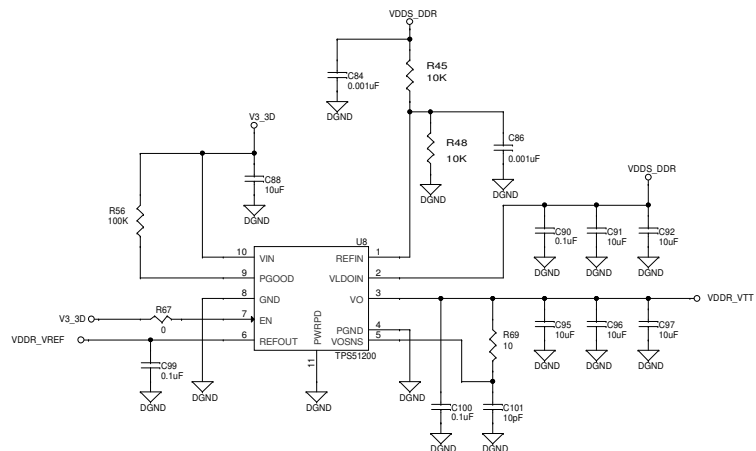 VDDS_DDR
C84
0.001uF
R45
10K
DGND
V3_3D
R48
10K
C86
0.001uF
DGND
DGND
C88
10uF
VDDS_DDR
R56
100K
DGND
C90
0.1uF
C91
10uF
C92
10uF
U8
10
VIN
REFIN
1
DGND
DGND
DGND
9
PGOOD
VLDOIN
2
8
GND
VO
3
VDDR_VTT
V3_3D
R67
0
7
EN
PGND
4
VDDR_VREF
6
REFOUT
VOSNS
5
PWRPD
11
TPS51200
R69
10
C95
10uF
C96
10uF
C97
10uF
C99
0.1uF
DGND
DGND
DGND
DGND
DGND
DGND
DGND
C100
0.1uF
C101
10pF
DGND
DGND